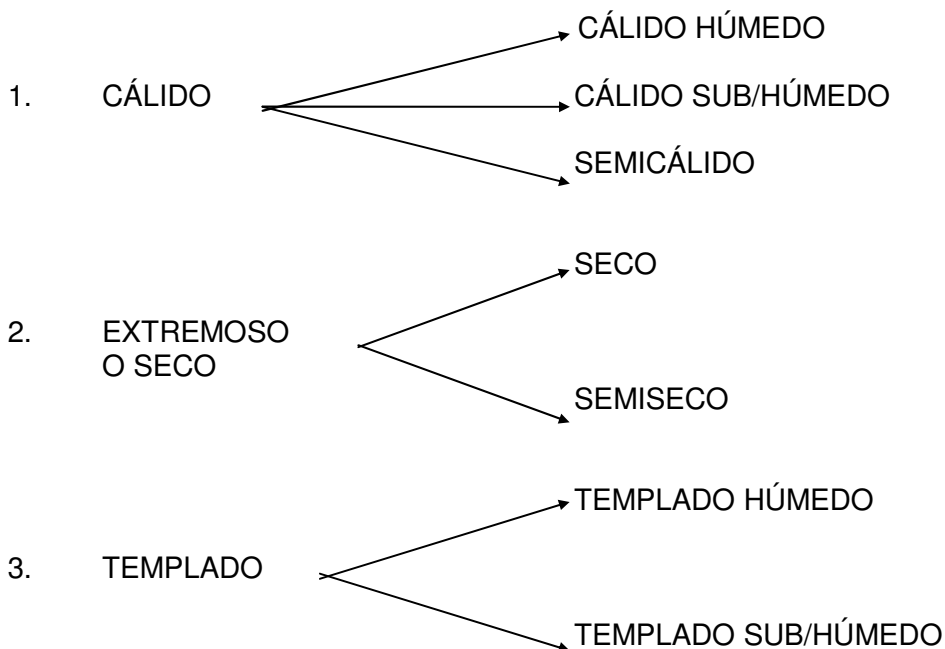 CÁLIDO HÚMEDO
1. CÁLIDO
CÁLIDO SUB/HÚMEDO
SEMICÁLIDO
SECO
2. EXTREMOSO
O SECO
SEMISECO
TEMPLADO HÚMEDO
3. TEMPLADO
TEMPLADO SUB/HÚMEDO